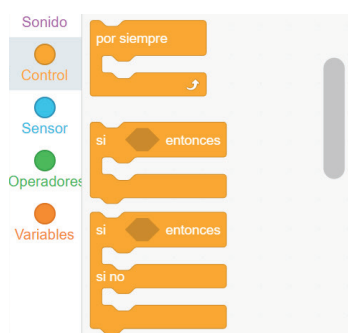 Sonido
Control
Sensor
Operadores
Variables
por siempre
si entonces
si entonces
si no